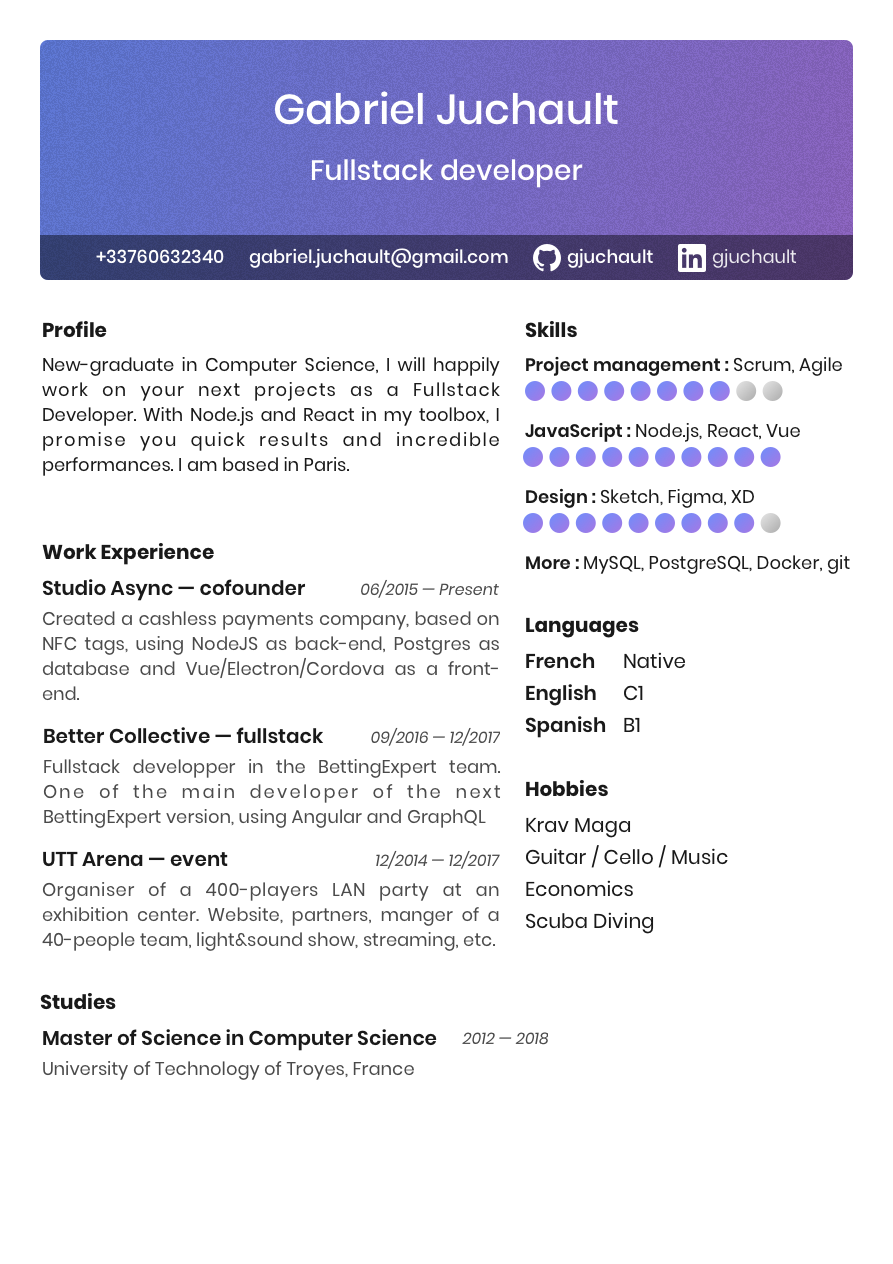 Gabriel Juchault
Fullstack developer
+33760632340 gabriel.juchault@gmail.com gjuchault gjuchault
Profile
New-graduate in Computer Science, I will happily
work on your next projects as a Fullstack
Developer. With Node.js and React in my toolbox, I
promise you quick results and incredible
performances. I am based in Paris.
Work Experience
Studio Async — cofounder 06/2015 — Present
Created a cashless payments company, based on
NFC tags, using NodeJS as back-end, Postgres as
database and Vue/Electron/Cordova as a front-
end.
Better Collective — fullstack 09/2016 — 12/2017
Fullstack developper in the BettingExpert team.
One of the main developer of the next
BettingExpert version, using Angular and GraphQL
UTT Arena — event 12/2014 — 12/2017
Organiser of a 400-players LAN party at an
exhibition center. Website, partners, manger of a
40-people team, light&sound show, streaming, etc.
Studies
Master of Science in Computer Science 2012 — 2018
University of Technology of Troyes, France
Skills
Project management : Scrum, Agile
JavaScript : Node.js, React, Vue
Design : Sketch, Figma, XD
More : MySQL, PostgreSQL, Docker, git
Languages
French Native
English C1
Spanish B1
Hobbies
Krav Maga
Guitar / Cello / Music
Economics
Scuba Diving